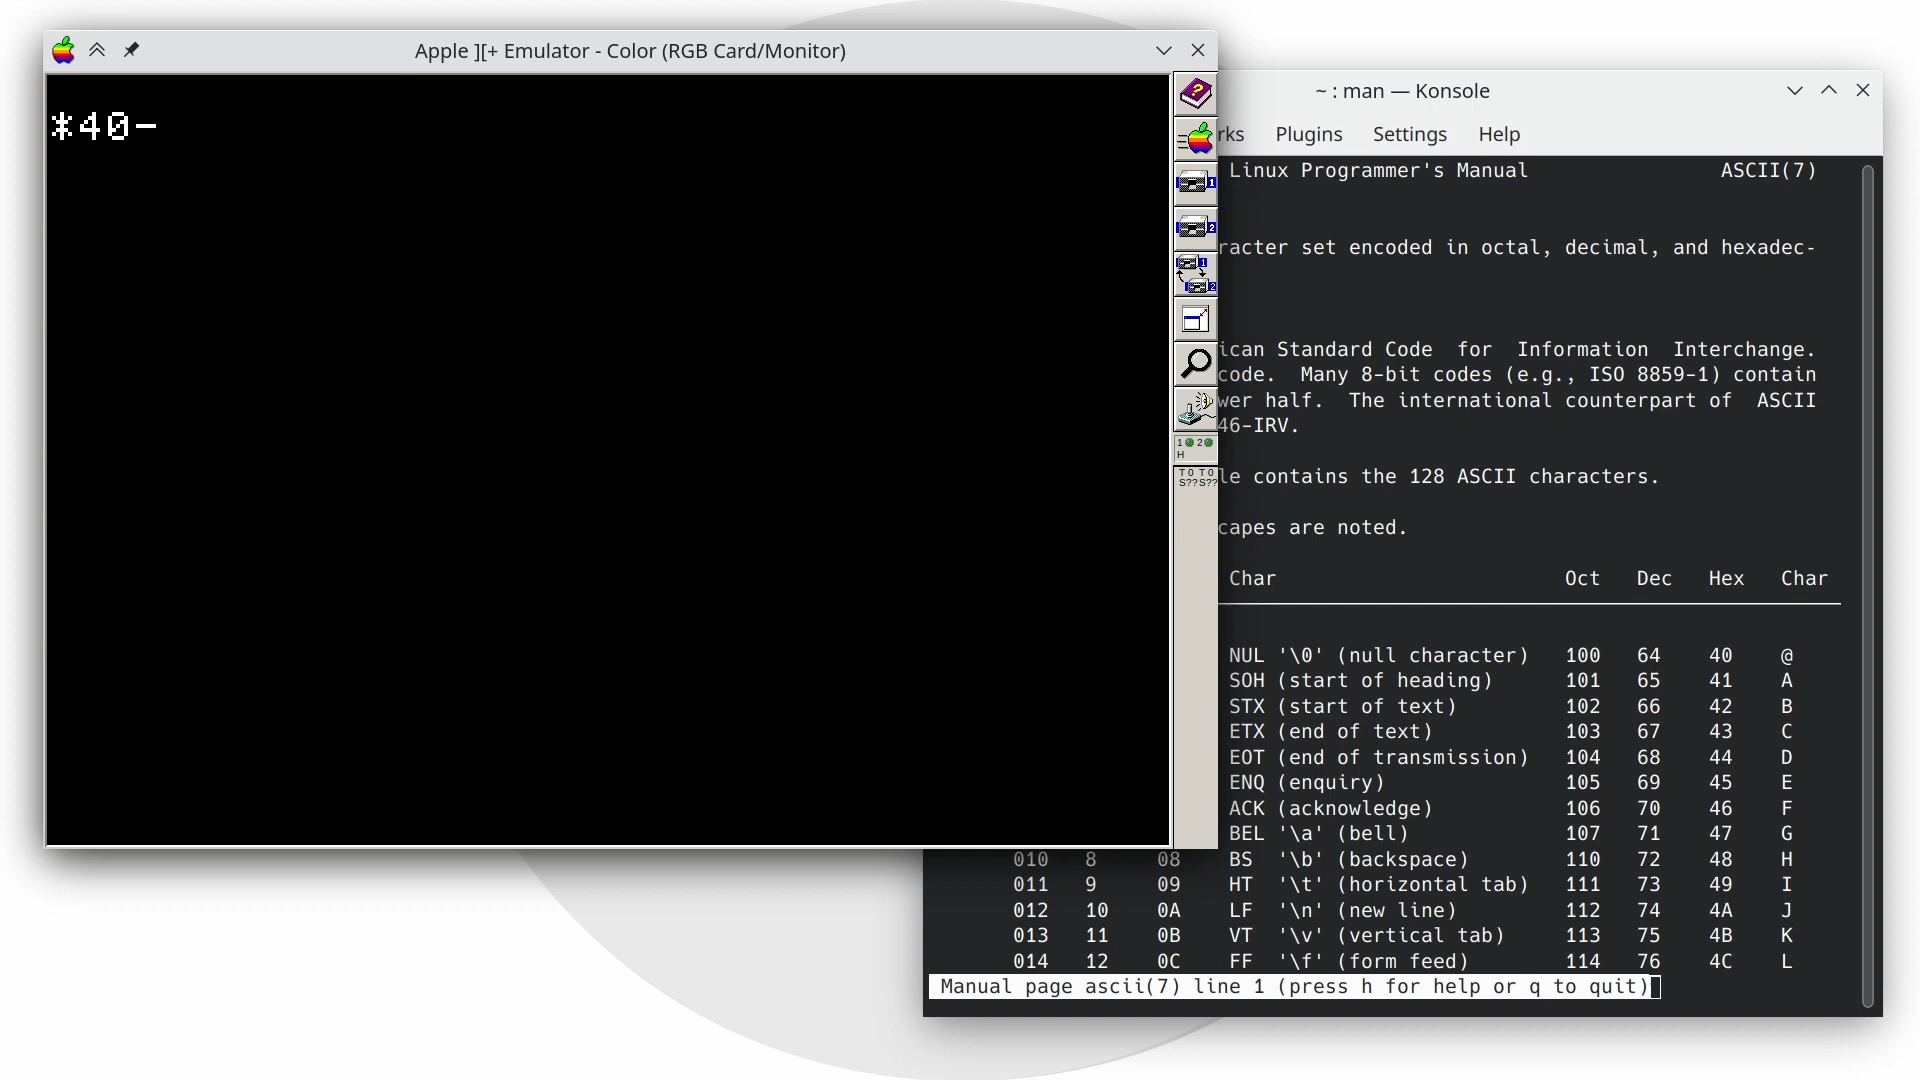 Apple ][+ Emulator - Color (RGB Card/Monitor)
*40-
1 2
H
T 0 T 0
S?? S??
~ : man — Konsole
rks Plugins Settings Help
Linux Programmer's Manual ASCII(7)
racter set encoded in octal, decimal, and hexadec-
ican Standard Code for Information Interchange.
code. Many 8-bit codes (e.g., ISO 8859-1) contain
wer half. The international counterpart of ASCII
46-IRV.
le contains the 128 ASCII characters.
capes are noted.
Char Oct Dec Hex Char
NUL '\0' (null character) 100 64 40 @
SOH (start of heading) 101 65 41 A
STX (start of text) 102 66 42 B
ETX (end of text) 103 67 43 C
EOT (end of transmission) 104 68 44 D
ENQ (enquiry) 105 69 45 E
ACK (acknowledge) 106 70 46 F
BEL '\a' (bell) 107 71 47 G
010 8 08 BS '\b' (backspace) 110 72 48 H
011 9 09 HT '\t' (horizontal tab) 111 73 49 I
012 10 0A LF '\n' (new line) 112 74 4A J
013 11 0B VT '\v' (vertical tab) 113 75 4B K
014 12 0C FF '\f' (form feed) 114 76 4C L
Manual page ascii(7) line 1 (press h for help or q to quit)